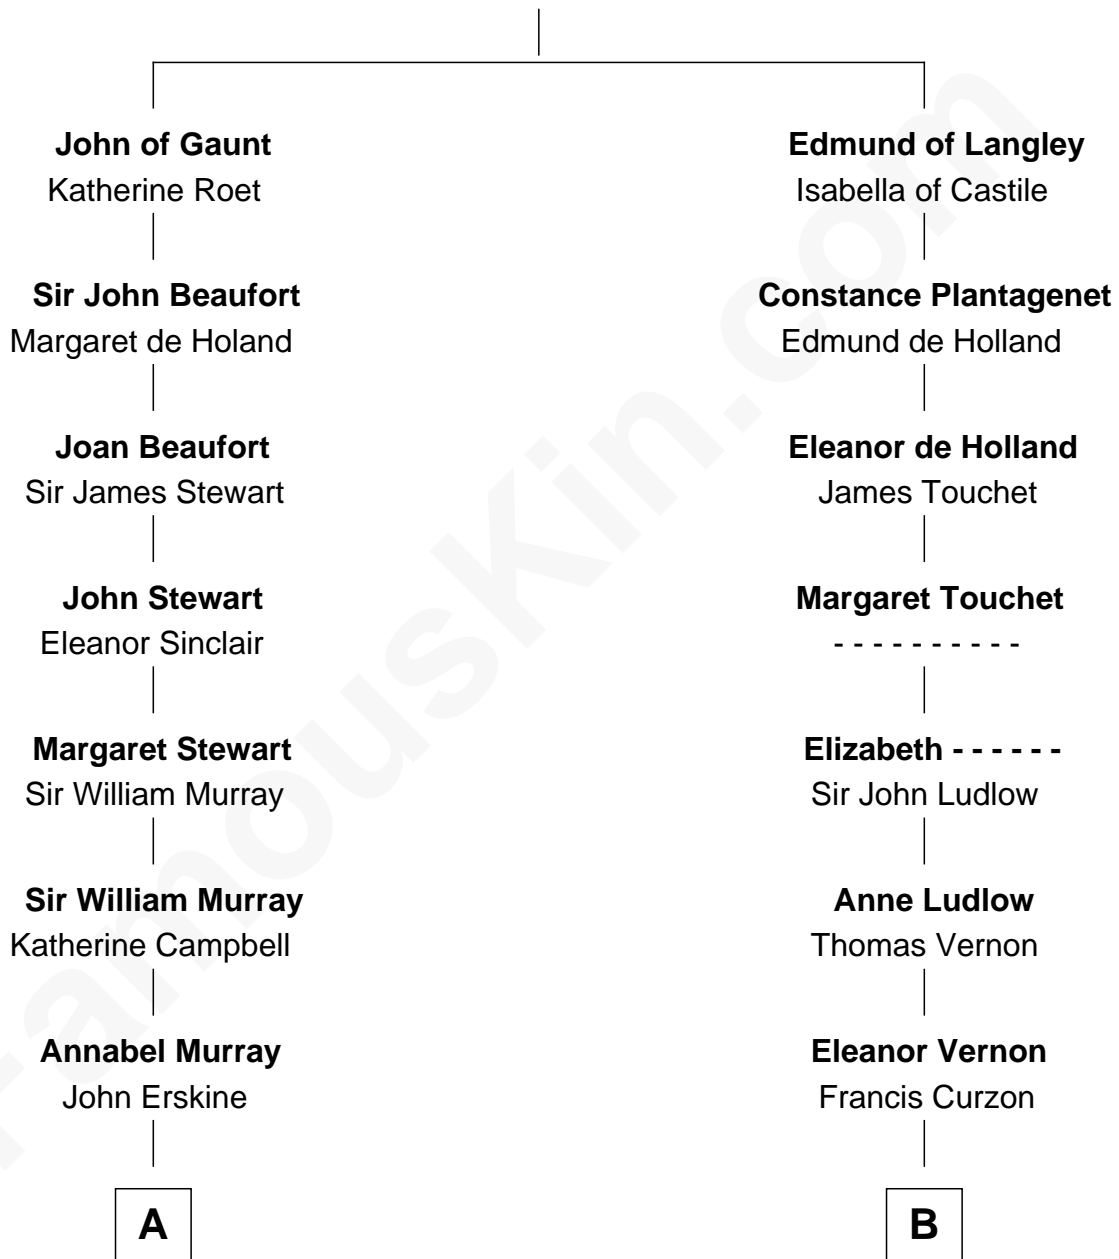 John of Gaunt
Katherine Roet
Sir John Beaufort
Margaret de Holand
Joan Beaufort
Sir James Stewart
John Stewart
Eleanor Sinclair
Margaret Stewart
Sir William Murray
Sir William Murray
Katherine Campbell
Annabel Murray
John Erskine
A
Edmund of Langley
Isabella of Castile
Constance Plantagenet
Edmund de Holland
Eleanor de Holland
James Touchet
Margaret Touchet
- - - - - - - - - -
Elizabeth - - - - - -
Sir John Ludlow
Anne Ludlow
Thomas Vernon
Eleanor Vernon
Francis Curzon
B
FamousKin.com